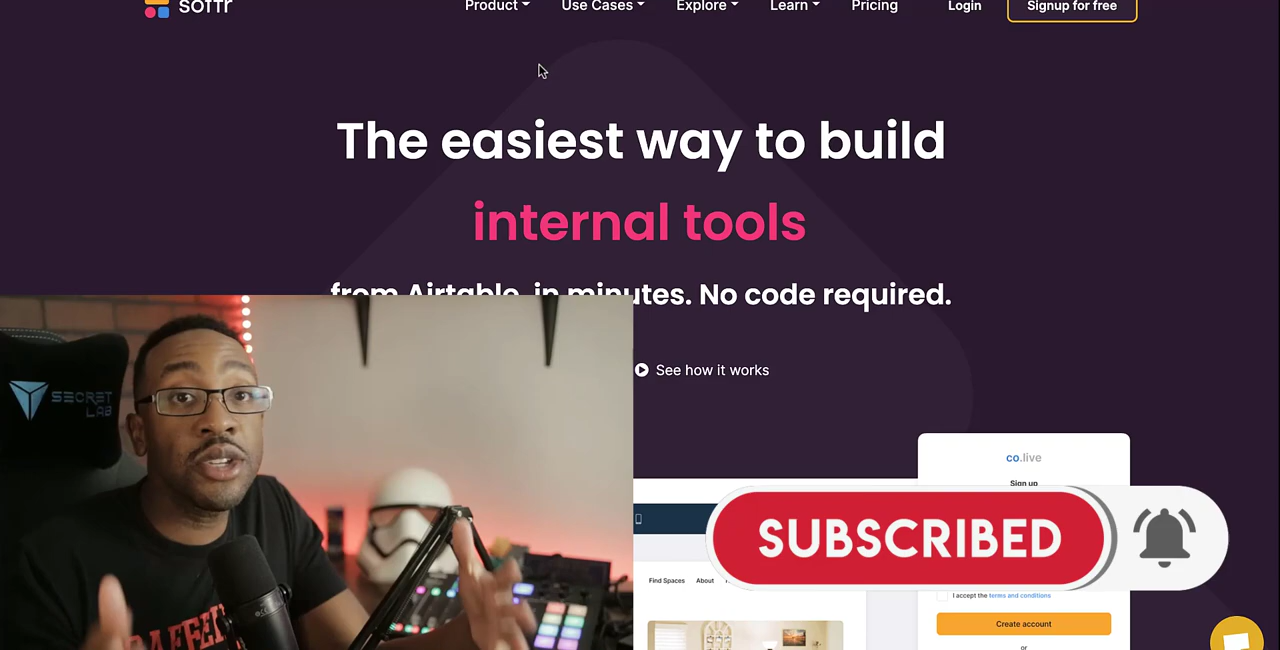 softr
Product
Use Cases
Explore
Learn
Pricing
Login
Signup for free
The easiest way to build
internal tools
from Airtable, in minutes. No code required.
See how it works
SECRET
LAB
co.live
Sign up
SUBSCRIBED
Find Spaces
About
I accept the terms and conditions
Create account
or